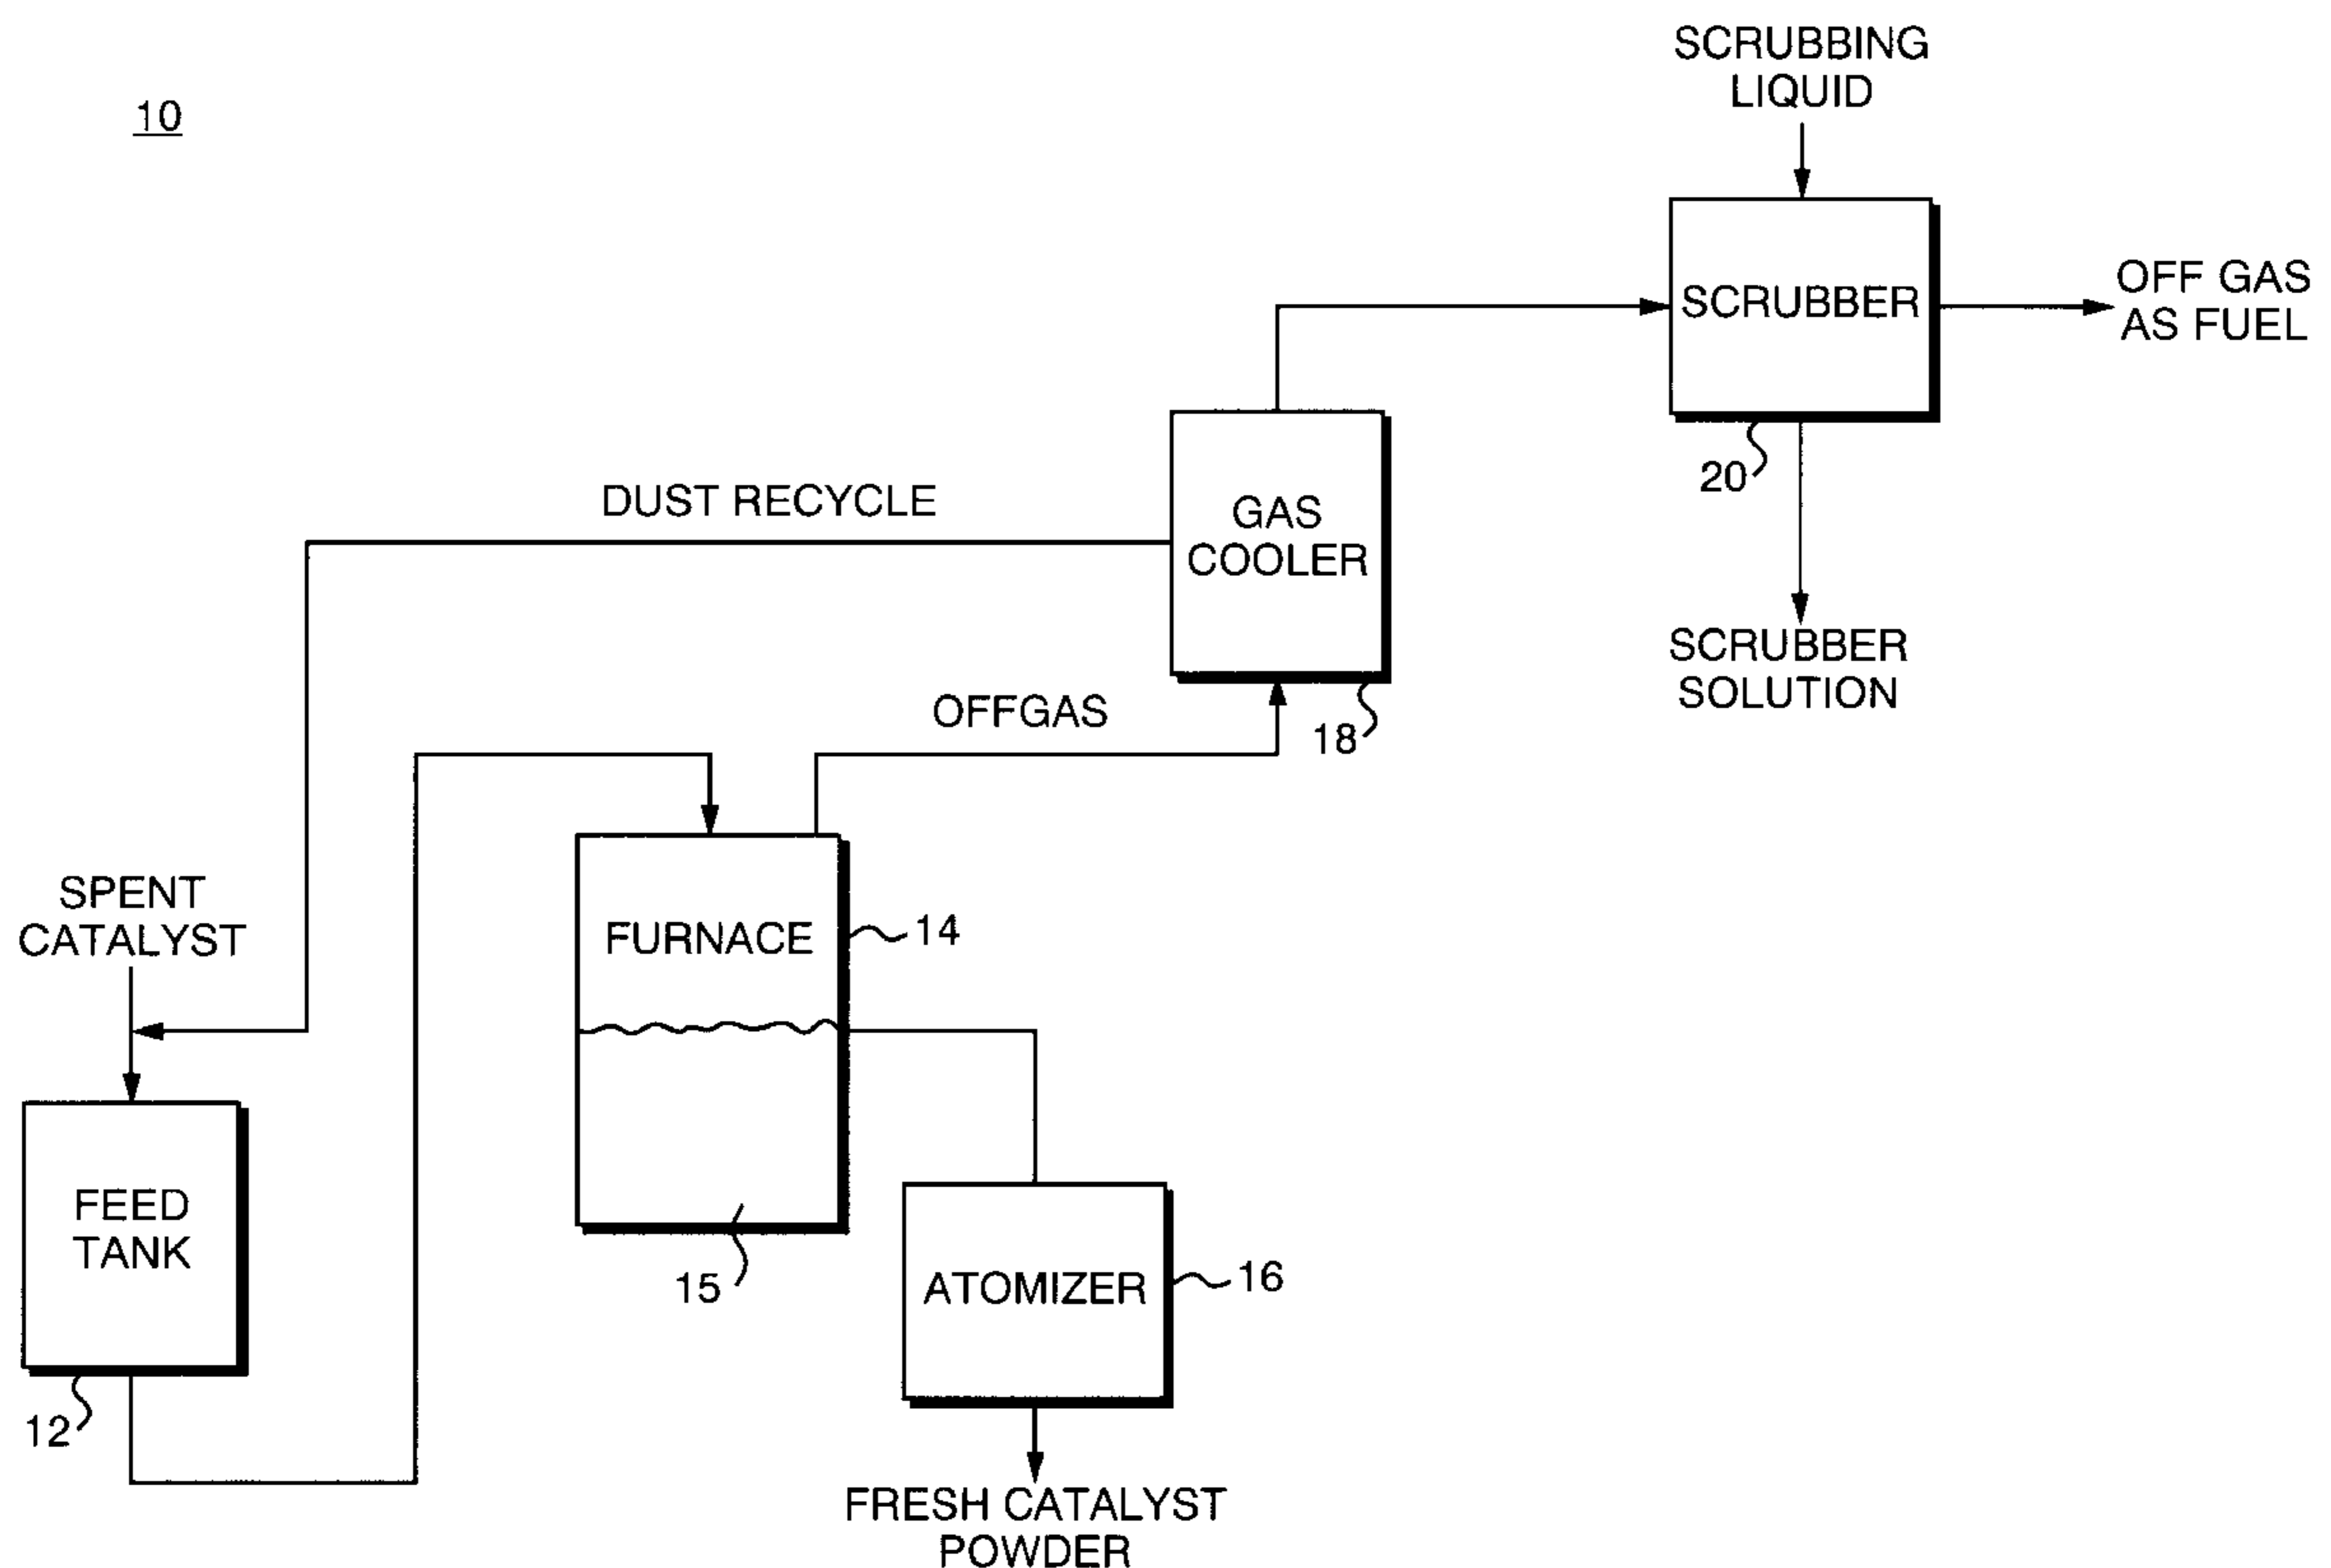 10
SCRUBBING
LIQUID
SCRUBBER
OFF GAS
AS FUEL
20
SCRUBBER
SOLUTION
DUST RECYCLE
GAS
COOLER
18
OFFGAS
SPENT
CATALYST
FURNACE
14
15
FEED
TANK
12
ATOMIZER
16
FRESH CATALYST
POWDER